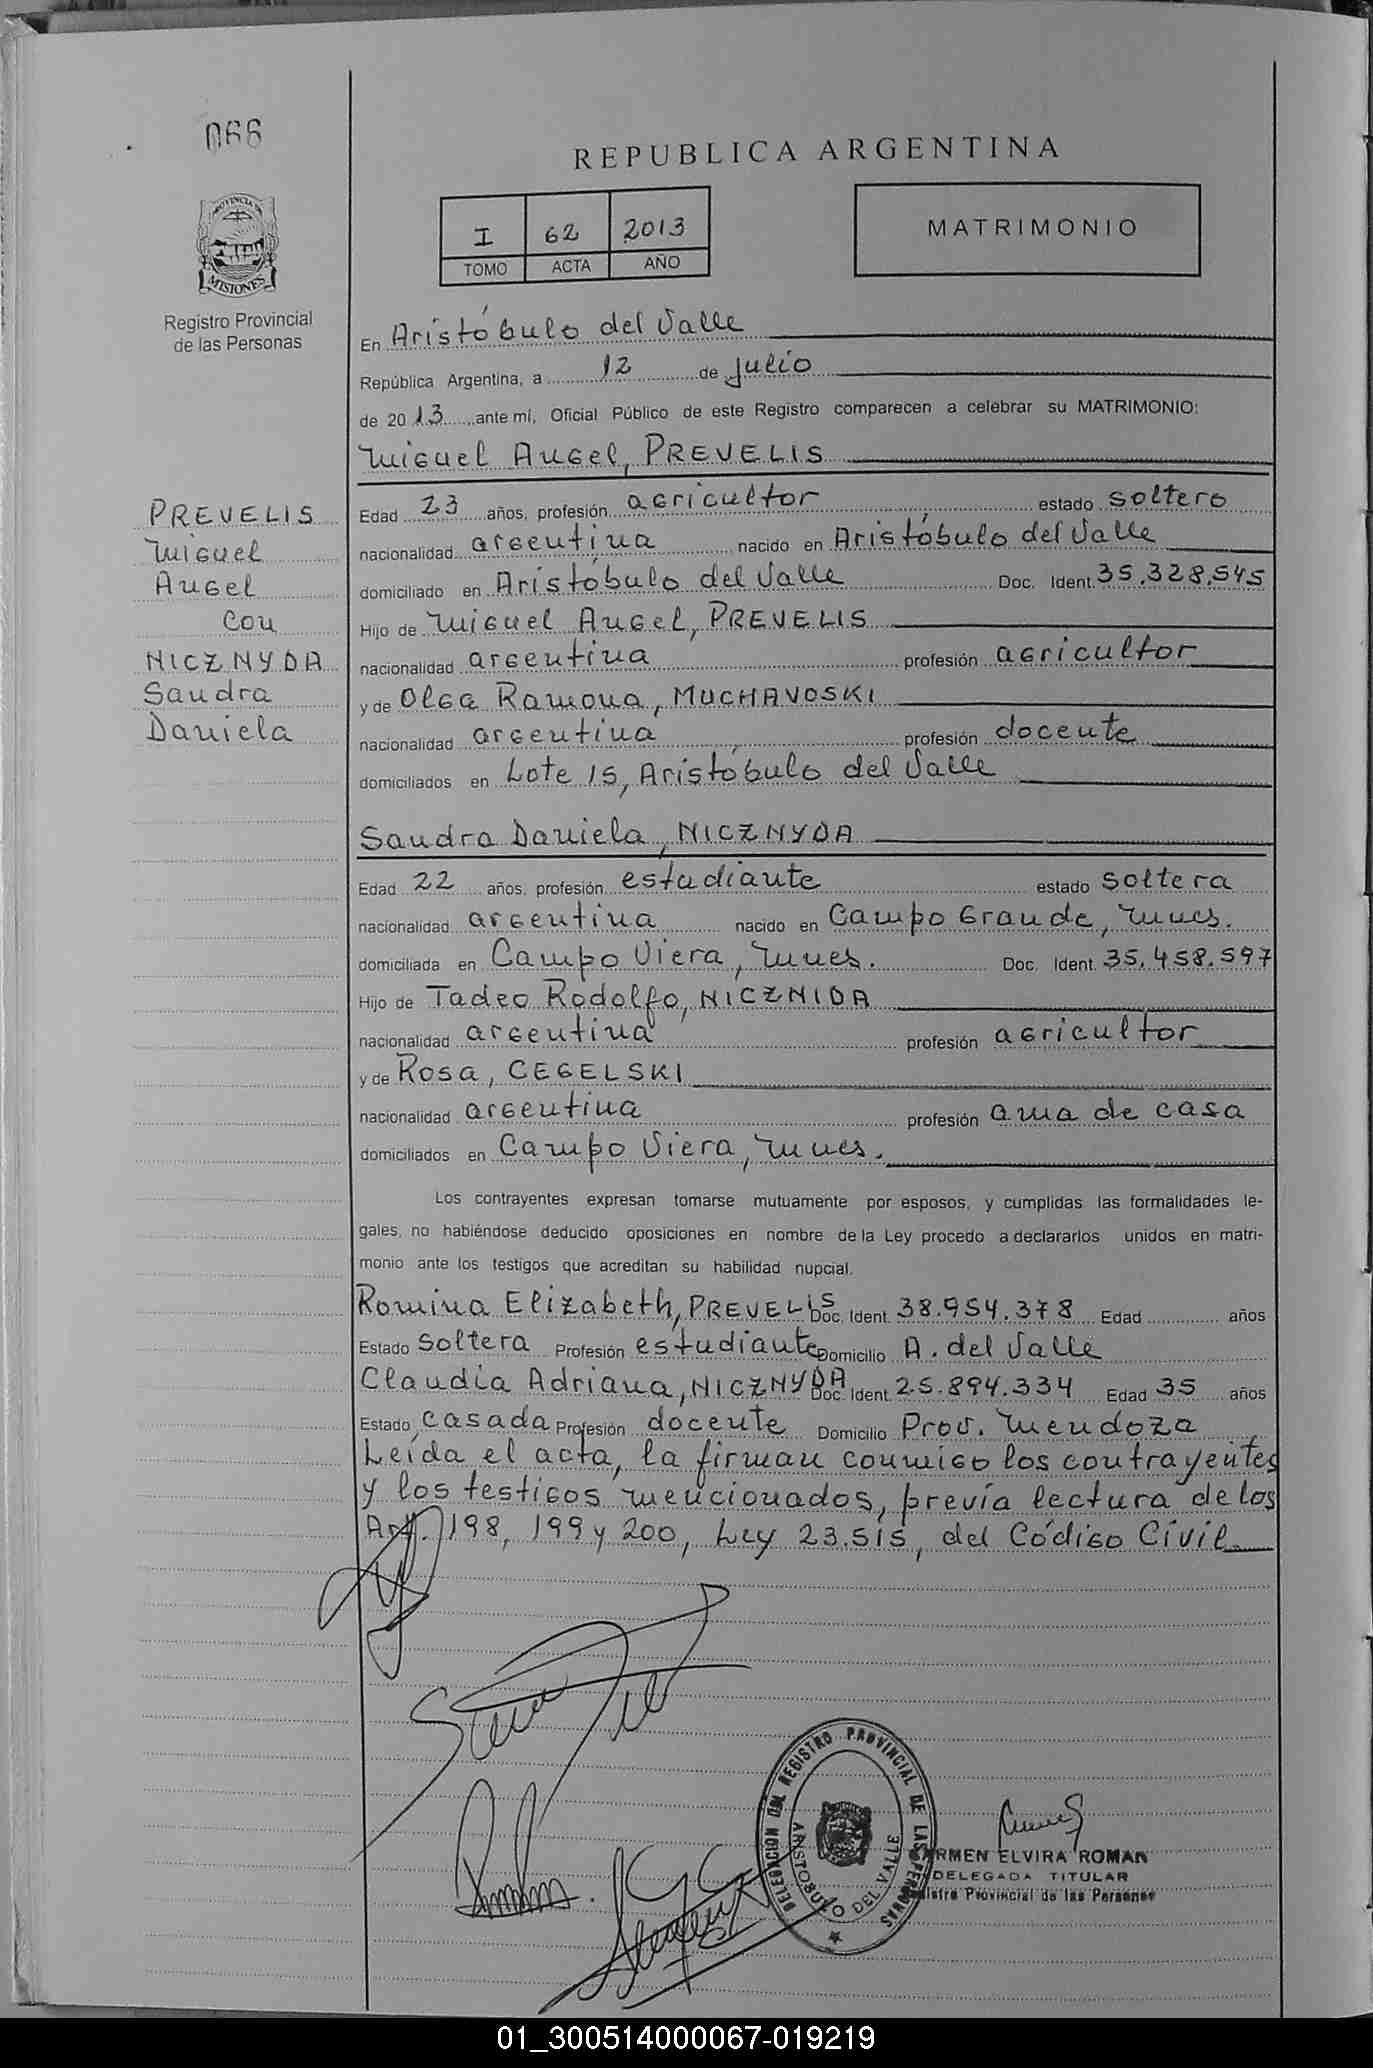 066
REPUBLICA ARGENTINA
I 62 2013
TOMO ACTA AÑO
MATRIMONIO
PROVINCIA DE
MISIONES
Registro Provincial
de las Personas
En Aristóbulo del Valle
República Argentina, a 12 de Julio
de 2013 ante mí, Oficial Público de este Registro comparecen a celebrar su MATRIMONIO:
Miguel Angel, PREVELIS
PREVELIS
Miguel
Angel
con
NICZNYDA
Sandra
Daniela
Edad 23 años, profesión agricultor estado soltero
nacionalidad argentina nacido en Aristóbulo del Valle
domiciliado en Aristóbulo del Valle Doc. Ident. 35.328.545
Hijo de Miguel Angel, PREVELIS
nacionalidad argentina profesión agricultor
y de Olga Ramona, MUCHAVOSKI
nacionalidad argentina profesión docente
domiciliados en Lote 15, Aristóbulo del Valle
Sandra Daniela, NICZNYDA
Edad 22 años, profesión estudiante estado soltera
nacionalidad argentina nacido en Campo Grande, Mnes.
domiciliada en Campo Viera, Mnes. Doc. Ident. 35.458.597
Hijo de Tadeo Rodolfo, NICZNIDA
nacionalidad argentina profesión agricultor
y de Rosa, CEGELSKI
nacionalidad argentina profesión ama de casa
domiciliados en Campo Viera, Mnes.
Los contrayentes expresan tomarse mutuamente por esposos, y cumplidas las formalidades le-
gales, no habiéndose deducido oposiciones en nombre de la Ley procedo a declararlos unidos en matri-
monio ante los testigos que acreditan su habilidad nupcial.
Romina Elizabeth, PREVELIS Doc. Ident. 38.954.378 Edad años
Estado soltera Profesión estudiante Domicilio A. del Valle
Claudia Adriana, NICZNYDA Doc. Ident. 25.894.334 Edad 35 años
Estado casada Profesión docente Domicilio Prov. Mendoza
Leída el acta, la firman conmigo los contrayentes
y los testigos mencionados, previa lectura de los
Art. 198, 199 y 200, Ley 23.515, del Código Civil.
DELEGACION DEL REGISTRO PROVINCIAL DE LAS PERSONAS
ARISTOBULO DEL VALLE
CARMEN ELVIRA ROMAN
DELEGADA TITULAR
Registro Provincial de las Personas
01_300514000067-019219